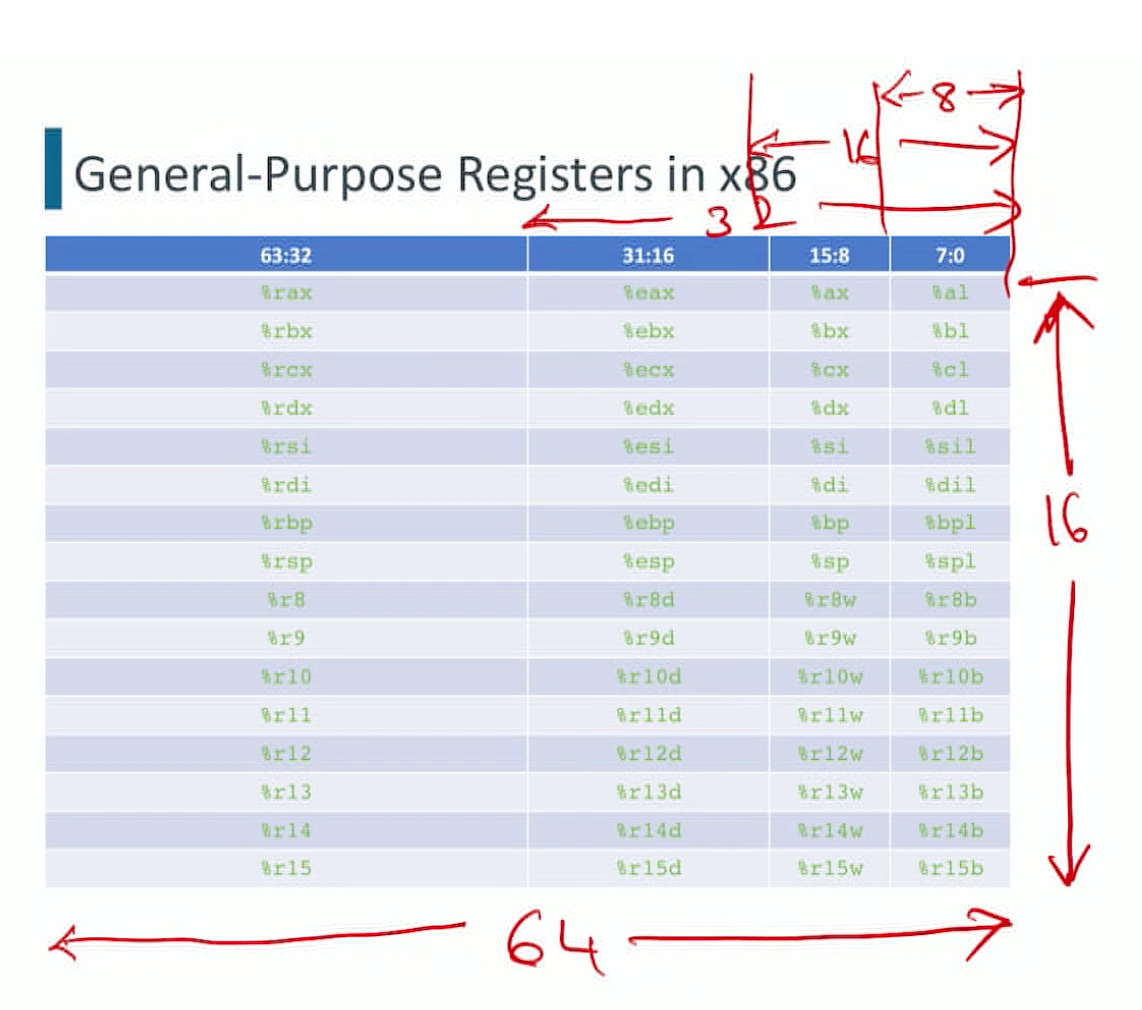 8
16
General-Purpose Registers in x86
32
63:32 31:16 15:8 7:0
%rax %eax %ax %al
%rbx %ebx %bx %bl
%rcx %ecx %cx %cl
%rdx %edx %dx %dl
%rsi %esi %si %sil
%rdi %edi %di %dil
%rbp %ebp %bp %bpl
%rsp %esp %sp %spl
%r8 %r8d %r8w %r8b
%r9 %r9d %r9w %r9b
%r10 %r10d %r10w %r10b
%r11 %r11d %r11w %r11b
%r12 %r12d %r12w %r12b
%r13 %r13d %r13w %r13b
%r14 %r14d %r14w %r14b
%r15 %r15d %r15w %r15b
16
64